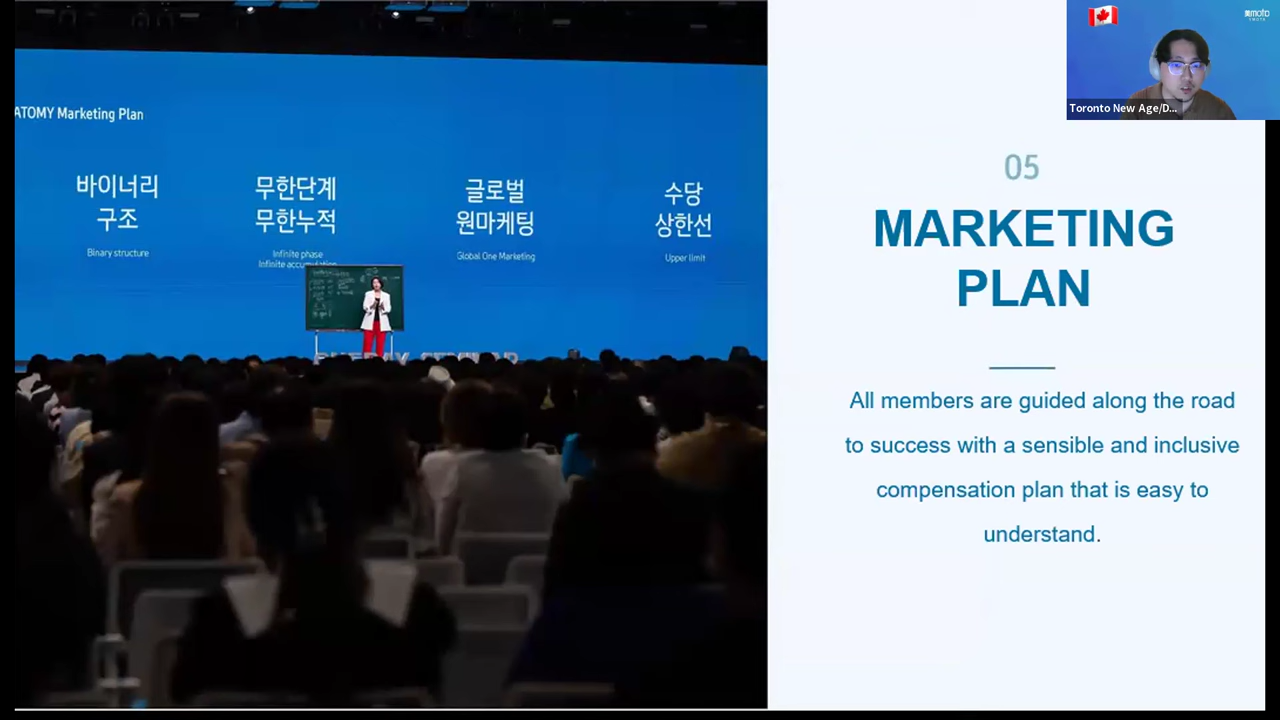 ATOMY Marketing Plan
바이너리
구조
Binary structure
무한단계
무한누적
Infinite phase
Infinite accumulation
글로벌
원마케팅
Global One Marketing
수당
상한선
Upper limit
05
MARKETING
PLAN
All members are guided along the road
to success with a sensible and inclusive
compensation plan that is easy to
understand.
Toronto New Age/D...